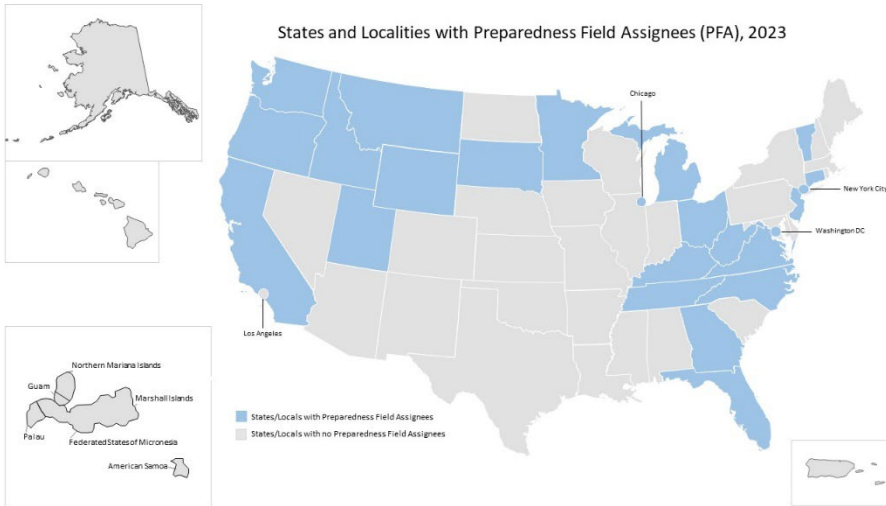 States and Localities with Preparedness Field Assignees (PFA), 2023
Chicago
New York City
Washington DC
Los Angeles
Northern Mariana Islands
Guam
Marshall Islands
Palau
Federated States of Micronesia
American Samoa
States/Locals with Preparedness Field Assignees
States/Locals with no Preparedness Field Assignees